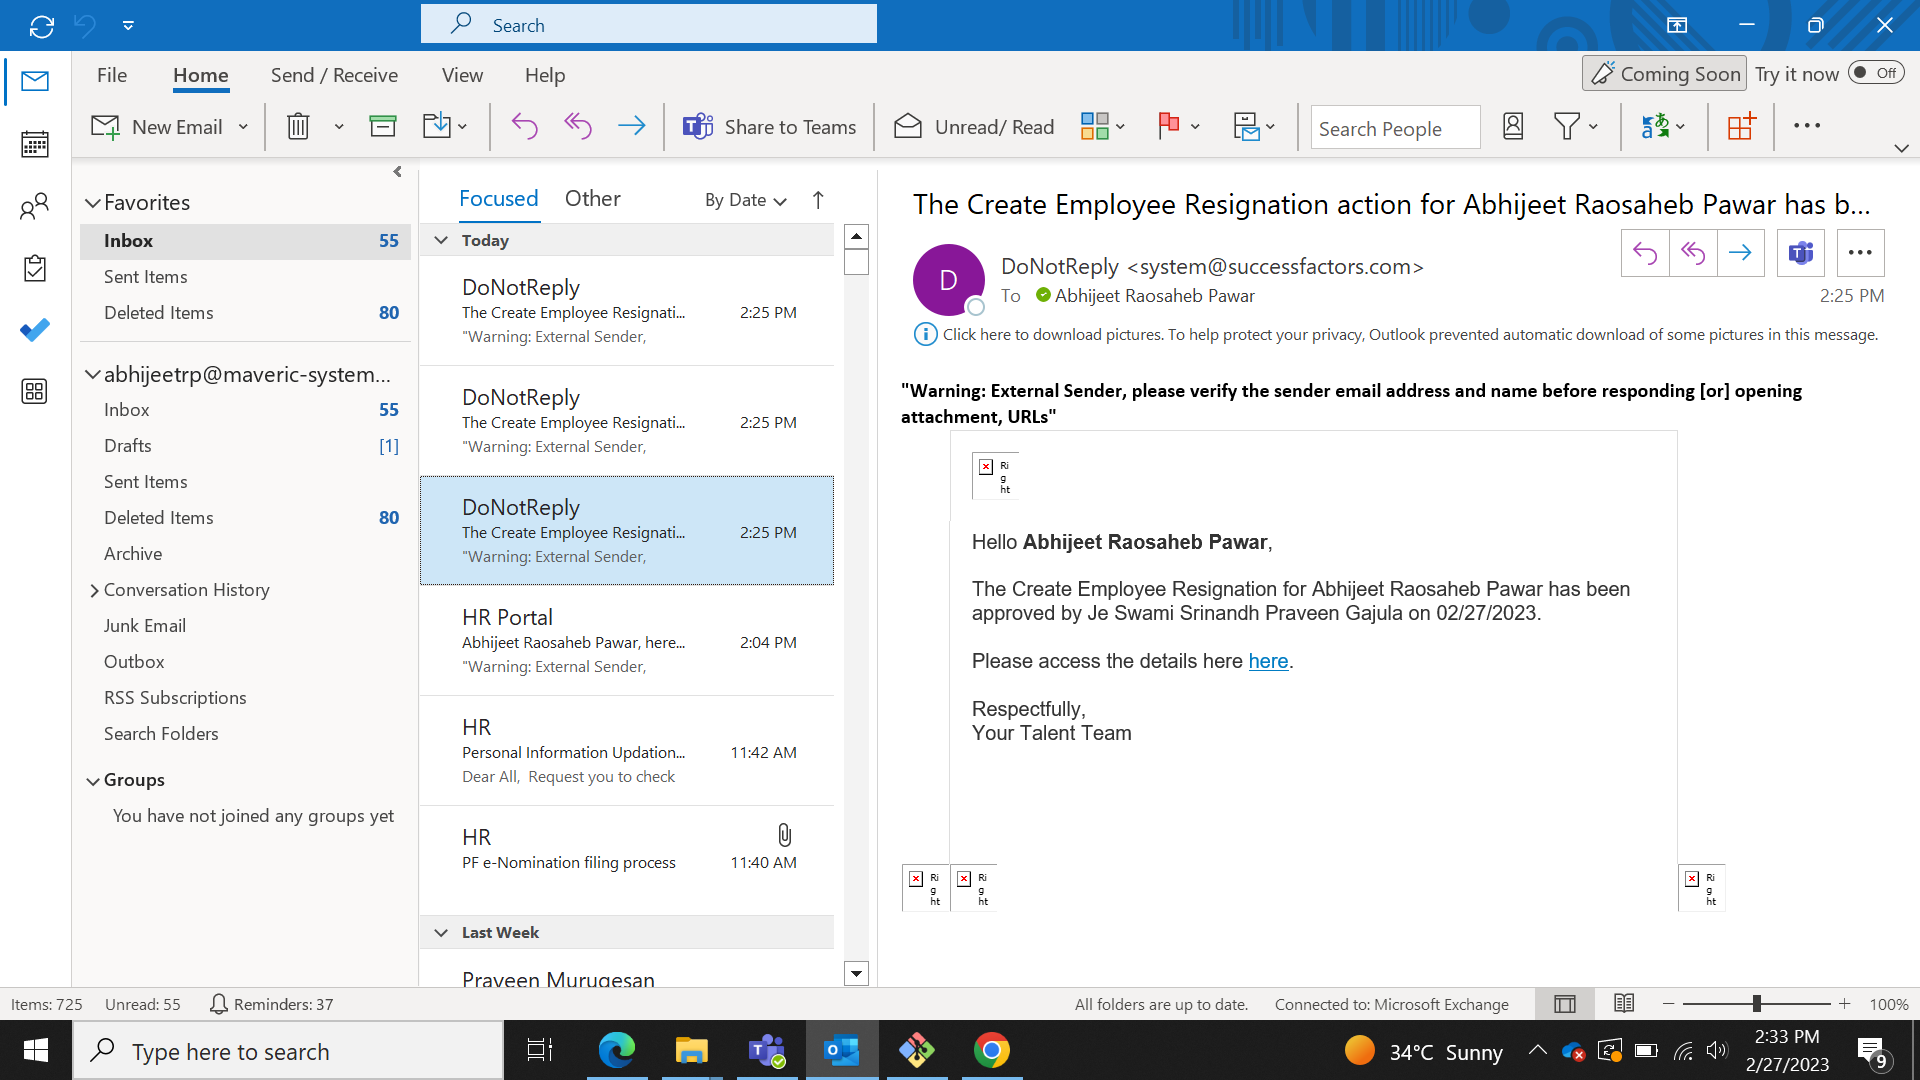 Search
File Home Send / Receive View Help
Coming Soon Try it now Off
New Email Share to Teams Unread/ Read Search People
Favorites
Inbox 55
Sent Items
Deleted Items 80
abhijeetrp@maveric-system...
Inbox 55
Drafts [1]
Sent Items
Deleted Items 80
Archive
Conversation History
Junk Email
Outbox
RSS Subscriptions
Search Folders
Groups
You have not joined any groups yet
Focused Other By Date
Today
DoNotReply
The Create Employee Resignati... 2:25 PM
"Warning: External Sender,
DoNotReply
The Create Employee Resignati... 2:25 PM
"Warning: External Sender,
DoNotReply
The Create Employee Resignati... 2:25 PM
"Warning: External Sender,
HR Portal
Abhijeet Raosaheb Pawar, here... 2:04 PM
"Warning: External Sender,
HR
Personal Information Updation... 11:42 AM
Dear All, Request you to check
HR
PF e-Nomination filing process 11:40 AM
Last Week
Praveen Murugesan
The Create Employee Resignation action for Abhijeet Raosaheb Pawar has b...
D
DoNotReply <system@successfactors.com>
To Abhijeet Raosaheb Pawar
2:25 PM
Click here to download pictures. To help protect your privacy, Outlook prevented automatic download of some pictures in this message.
"Warning: External Sender, please verify the sender email address and name before responding [or] opening
attachment, URLs"
Ri
g
ht
Hello Abhijeet Raosaheb Pawar,
The Create Employee Resignation for Abhijeet Raosaheb Pawar has been
approved by Je Swami Srinandh Praveen Gajula on 02/27/2023.
Please access the details here here.
Respectfully,
Your Talent Team
Ri Ri Ri
g g g
ht ht ht
Items: 725 Unread: 55 Reminders: 37 All folders are up to date. Connected to: Microsoft Exchange 100%
Type here to search
34°C Sunny
2:33 PM
2/27/2023
9